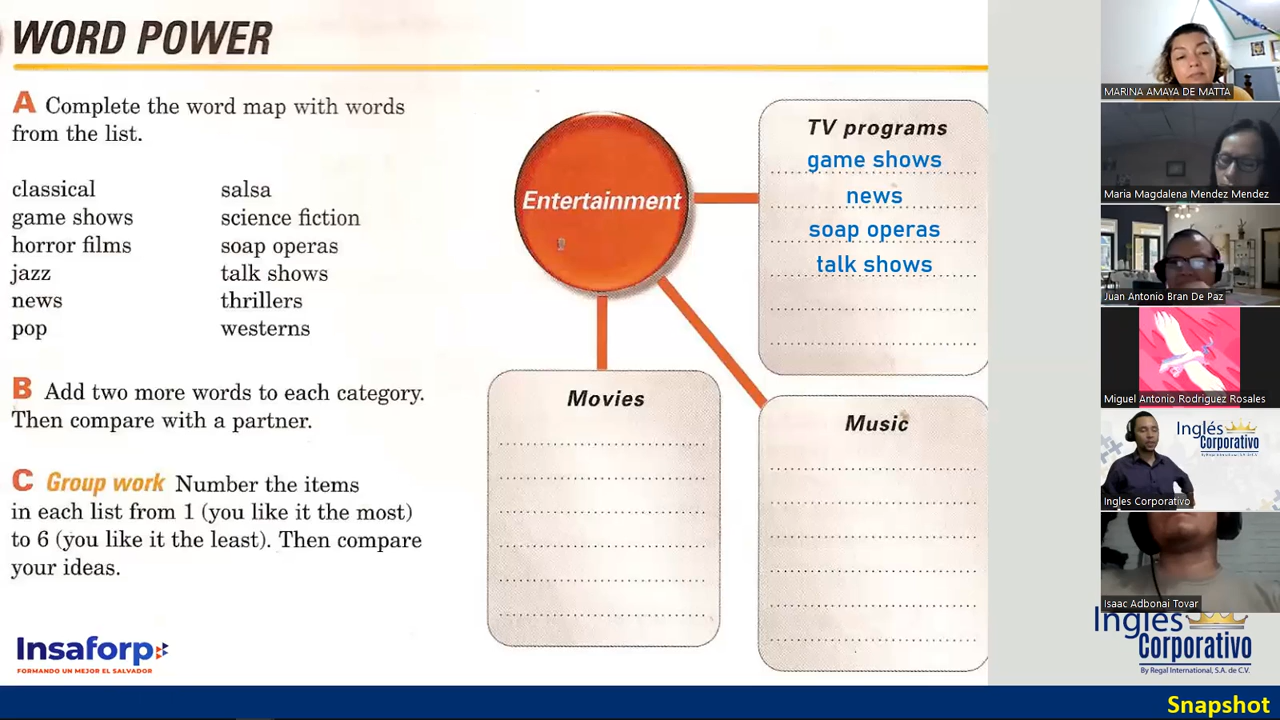 WORD POWER
A Complete the word map with words
from the list.
classical
game shows
horror films
jazz
news
pop
salsa
science fiction
soap operas
talk shows
thrillers
westerns
B Add two more words to each category.
Then compare with a partner.
C Group work Number the items
in each list from 1 (you like it the most)
to 6 (you like it the least). Then compare
your ideas.
Insaforp
FORMANDO UN MEJOR EL SALVADOR
Entertainment
TV programs
game shows
news
soap operas
talk shows
Movies
Music
MARINA AMAYA DE MATTA
Maria Magdalena Mendez Mendez
Juan Antonio Bran De Paz
Miguel Antonio Rodriguez Rosales
Inglés
Corporativo
By Regal International, S.A. de C.V.
Ingles Corporativo
Isaac Adbonai Tovar
Inglés
Corporativo
By Regal International, S.A. de C.V.
Snapshot